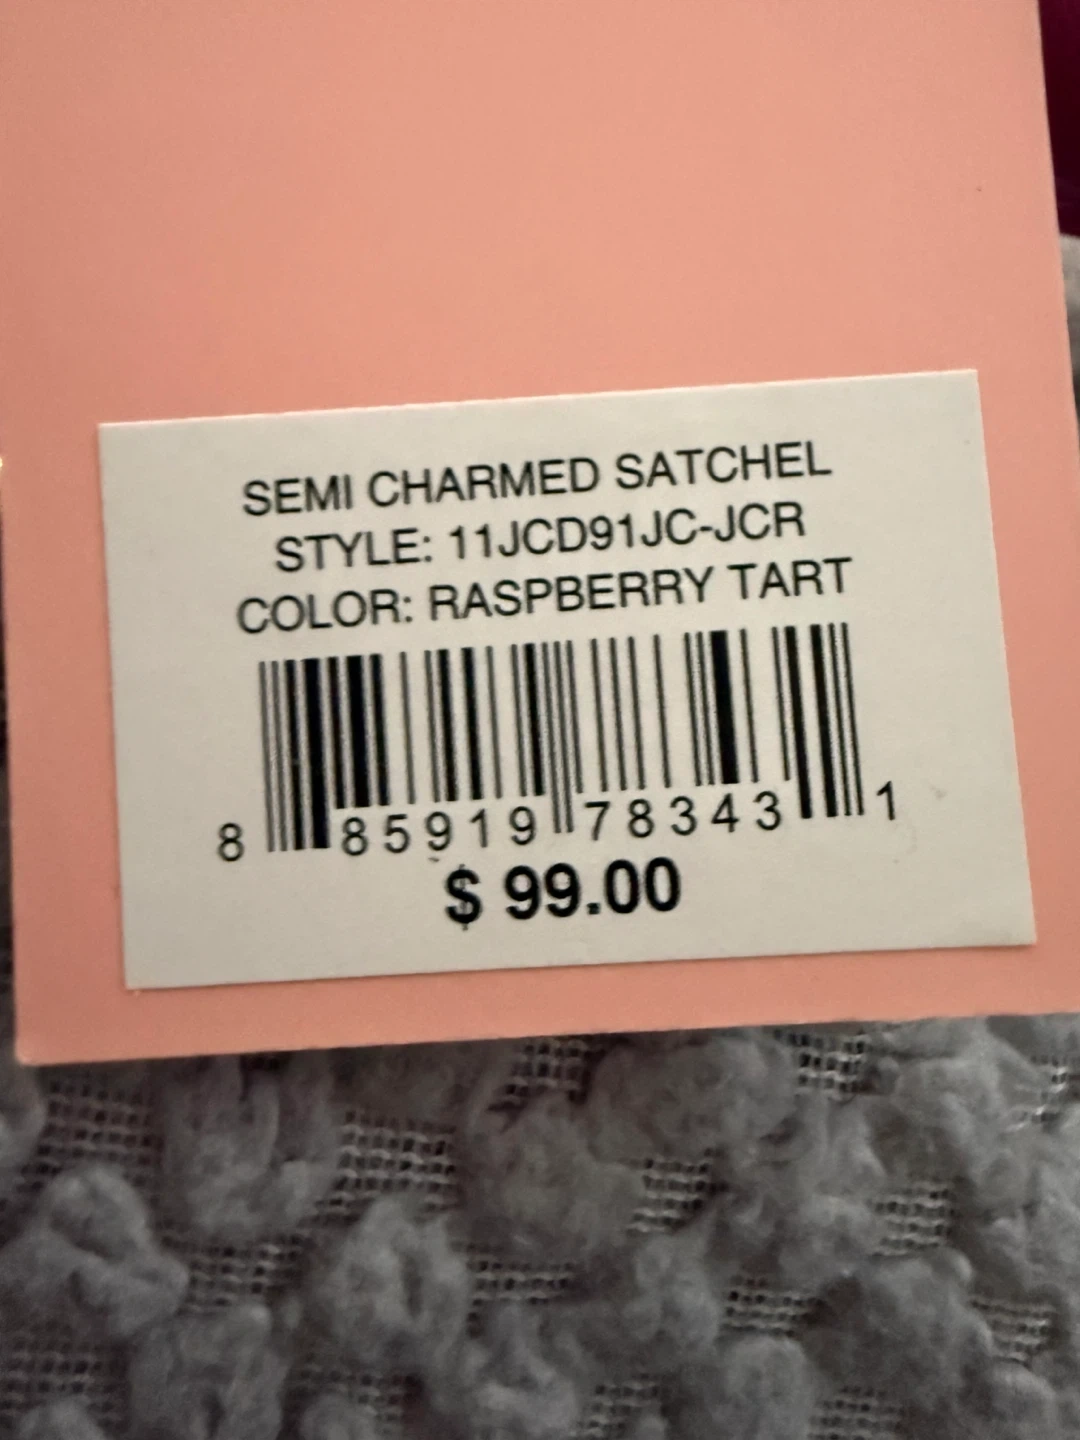 SEMI CHARMED SATCHEL
STYLE: 11JCD91JC-JCR
COLOR: RASPBERRY TART
8 85919 78343 1
$ 99.00